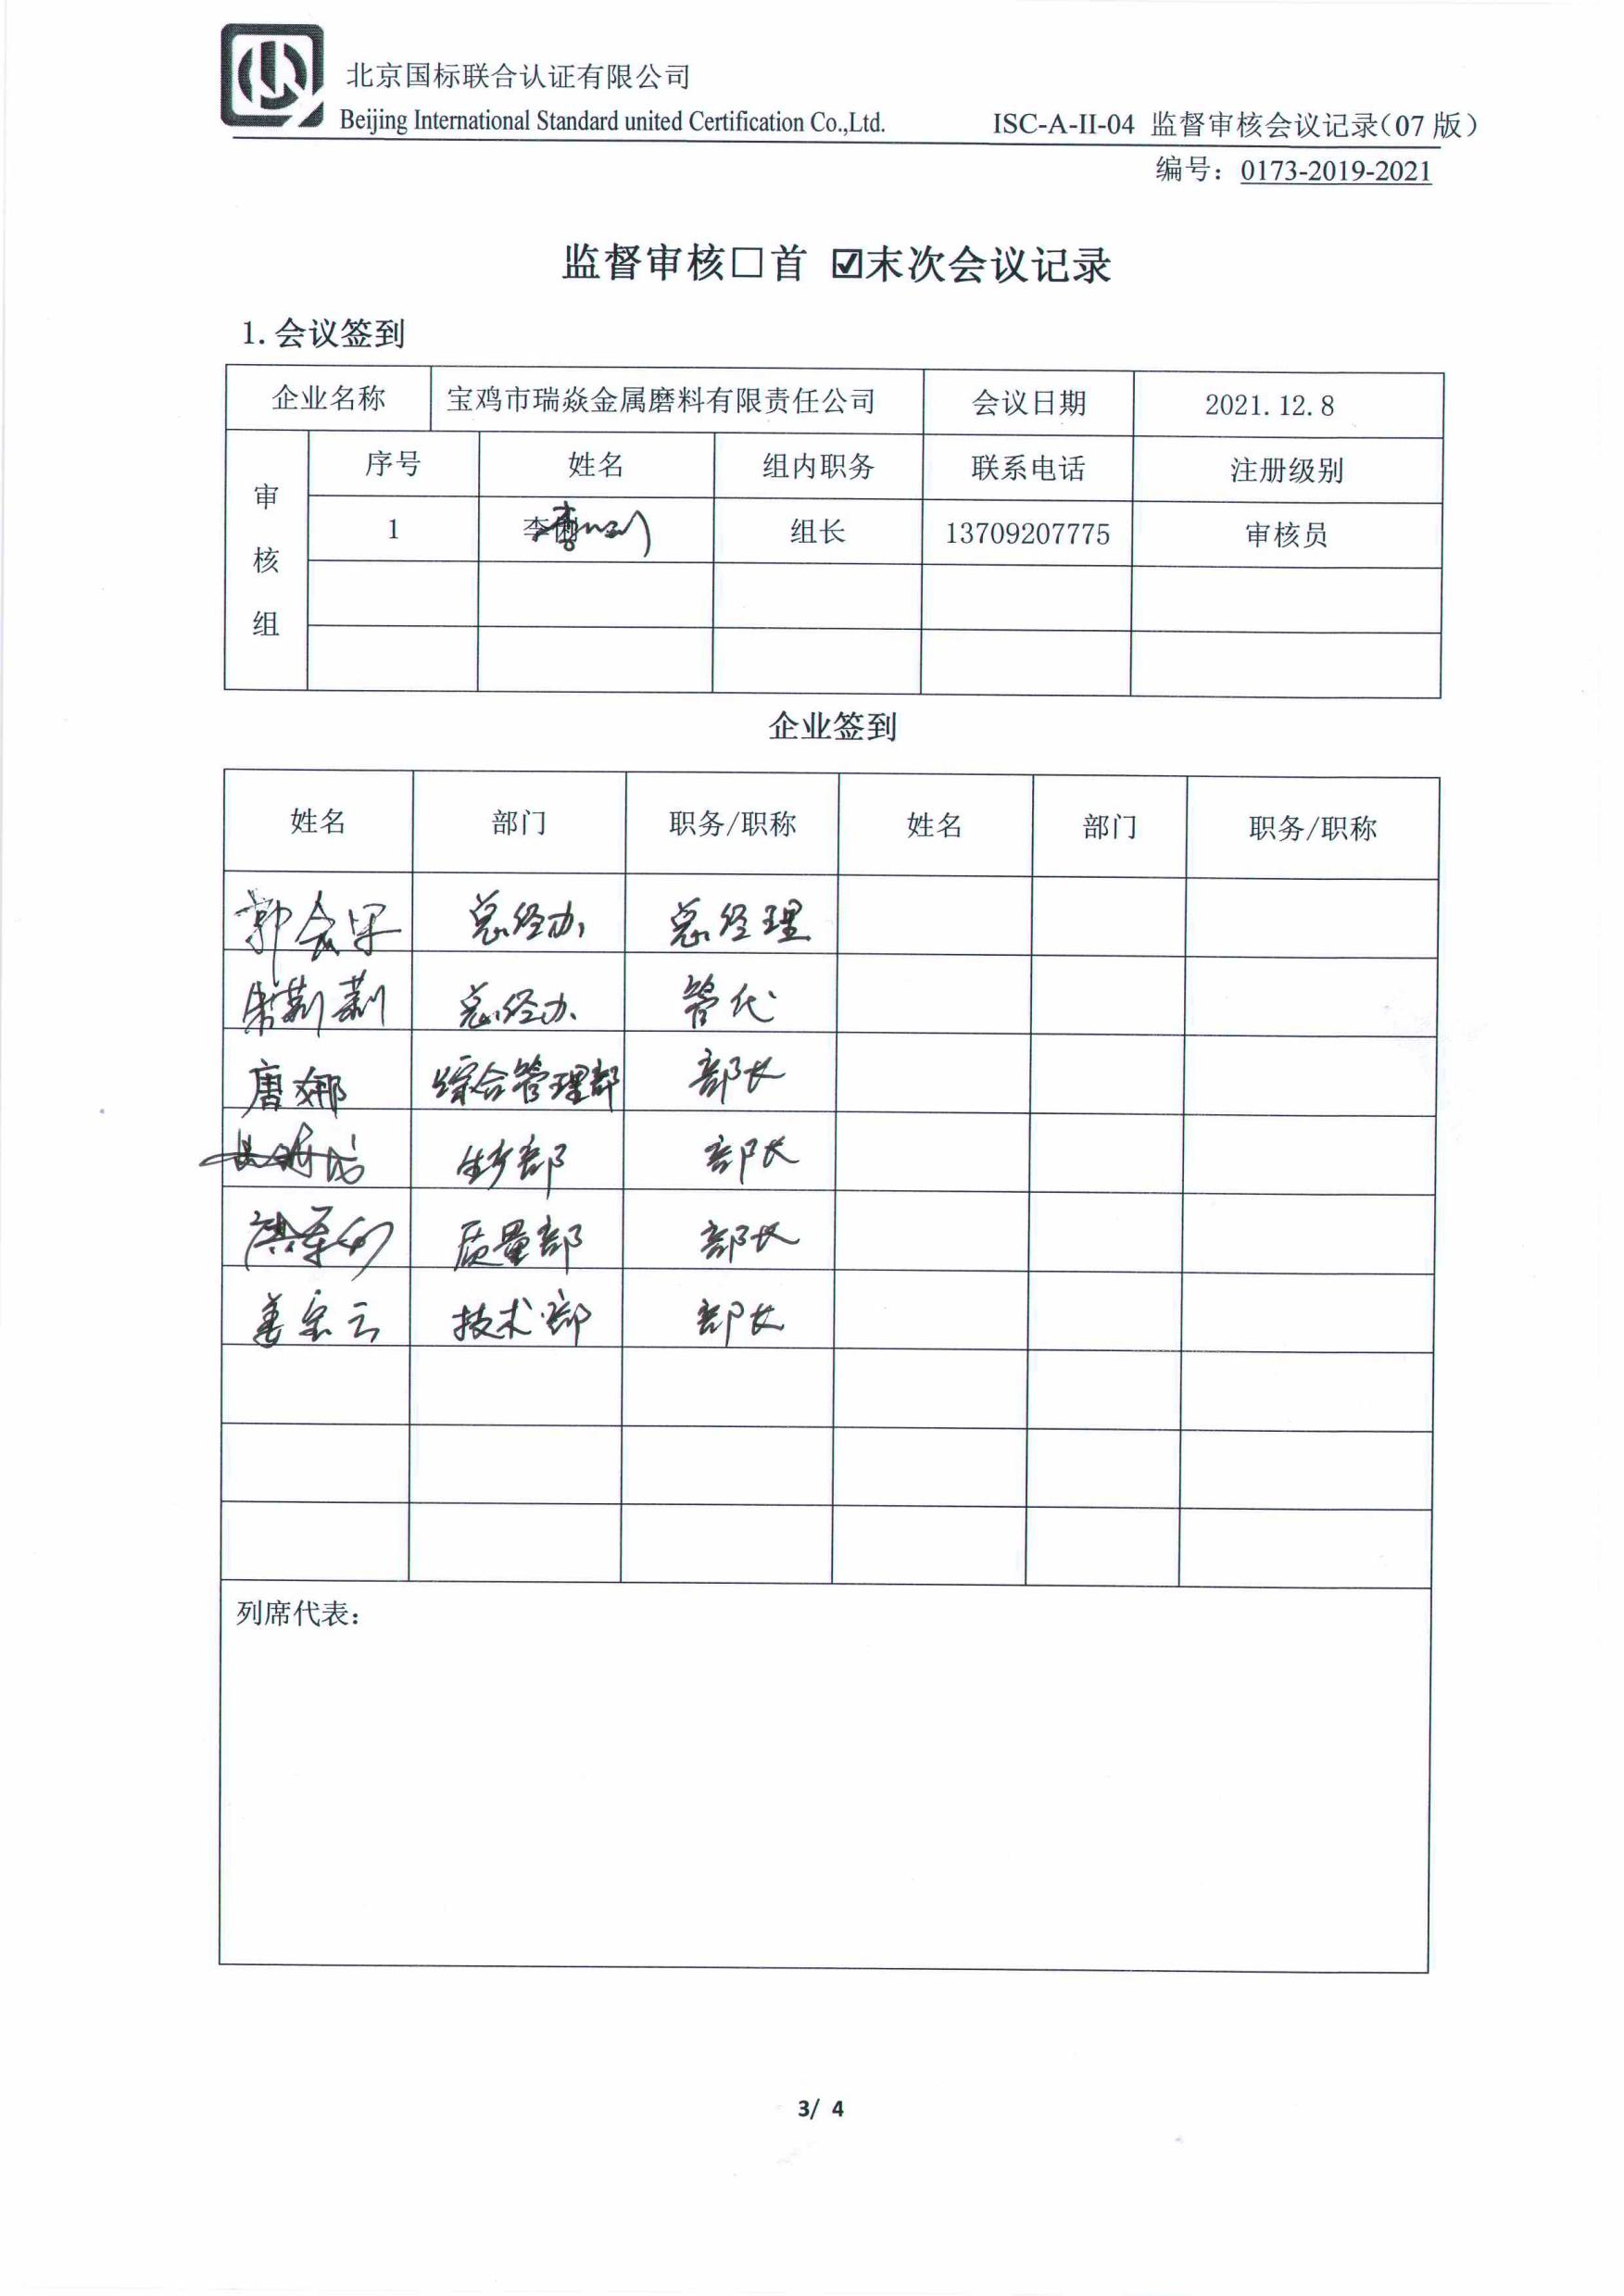 北京国标联合认证有限公司
Beijing International Standard united Certification Co.,Ltd. ISC-A-II-04 监督审核会议记录(07 版)
编号: 0173-2019-2021
监督审核□首 ☑末次会议记录
1.会议签到
企业名称 宝鸡市瑞焱金属磨料有限责任公司 会议日期 2021.12.8
审核组 序号 姓名 组内职务 联系电话 注册级别
1 李 组长 13709207775 审核员
企业签到
姓名 部门 职务/职称 姓名 部门 职务/职称
总经办 总经理
总经办 管代
唐娜 综合管理部 部长
生产部 部长
质量部 部长
技术部 部长
列席代表:
3/ 4